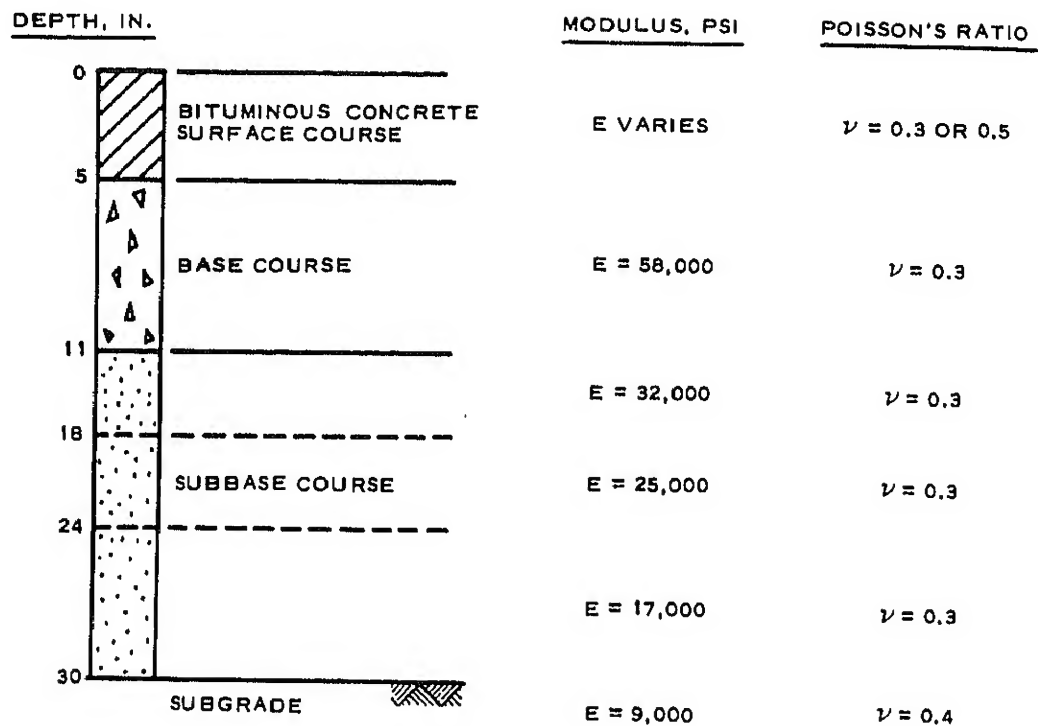 DEPTH, IN. MODULUS, PSI POISSON'S RATIO
0
BITUMINOUS CONCRETE
SURFACE COURSE E VARIES ν = 0.3 OR 0.5
5
BASE COURSE E = 58,000 ν = 0.3
11
E = 32,000 ν = 0.3
18
SUBBASE COURSE E = 25,000 ν = 0.3
24
E = 17,000 ν = 0.3
30
SUBGRADE E = 9,000 ν = 0.4